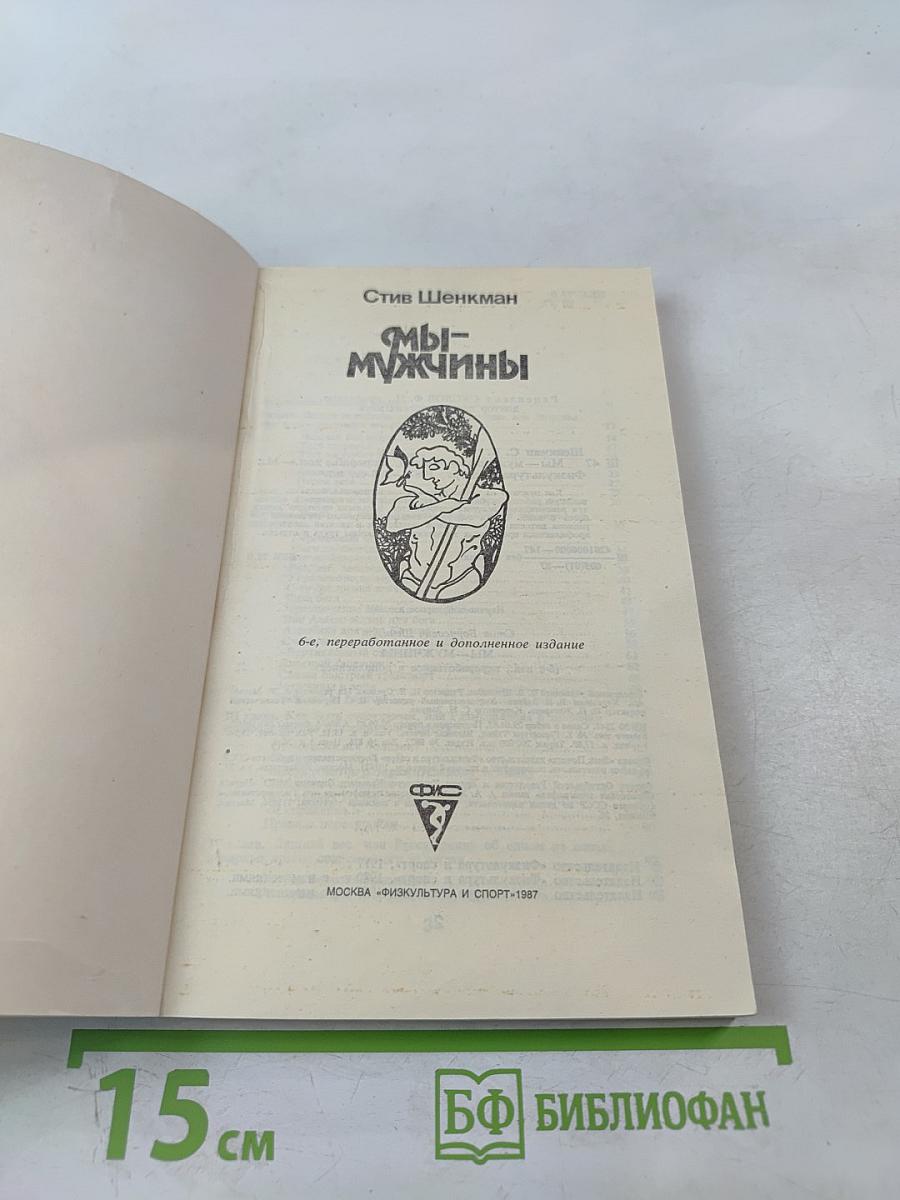 Стив Шенкман
МЫ–
МУЖЧИНЫ
6-е, переработанное и дополненное издание
ФИС
МОСКВА «ФИЗКУЛЬТУРА И СПОРТ» 1987
15 см
БФ БИБЛИОФАН